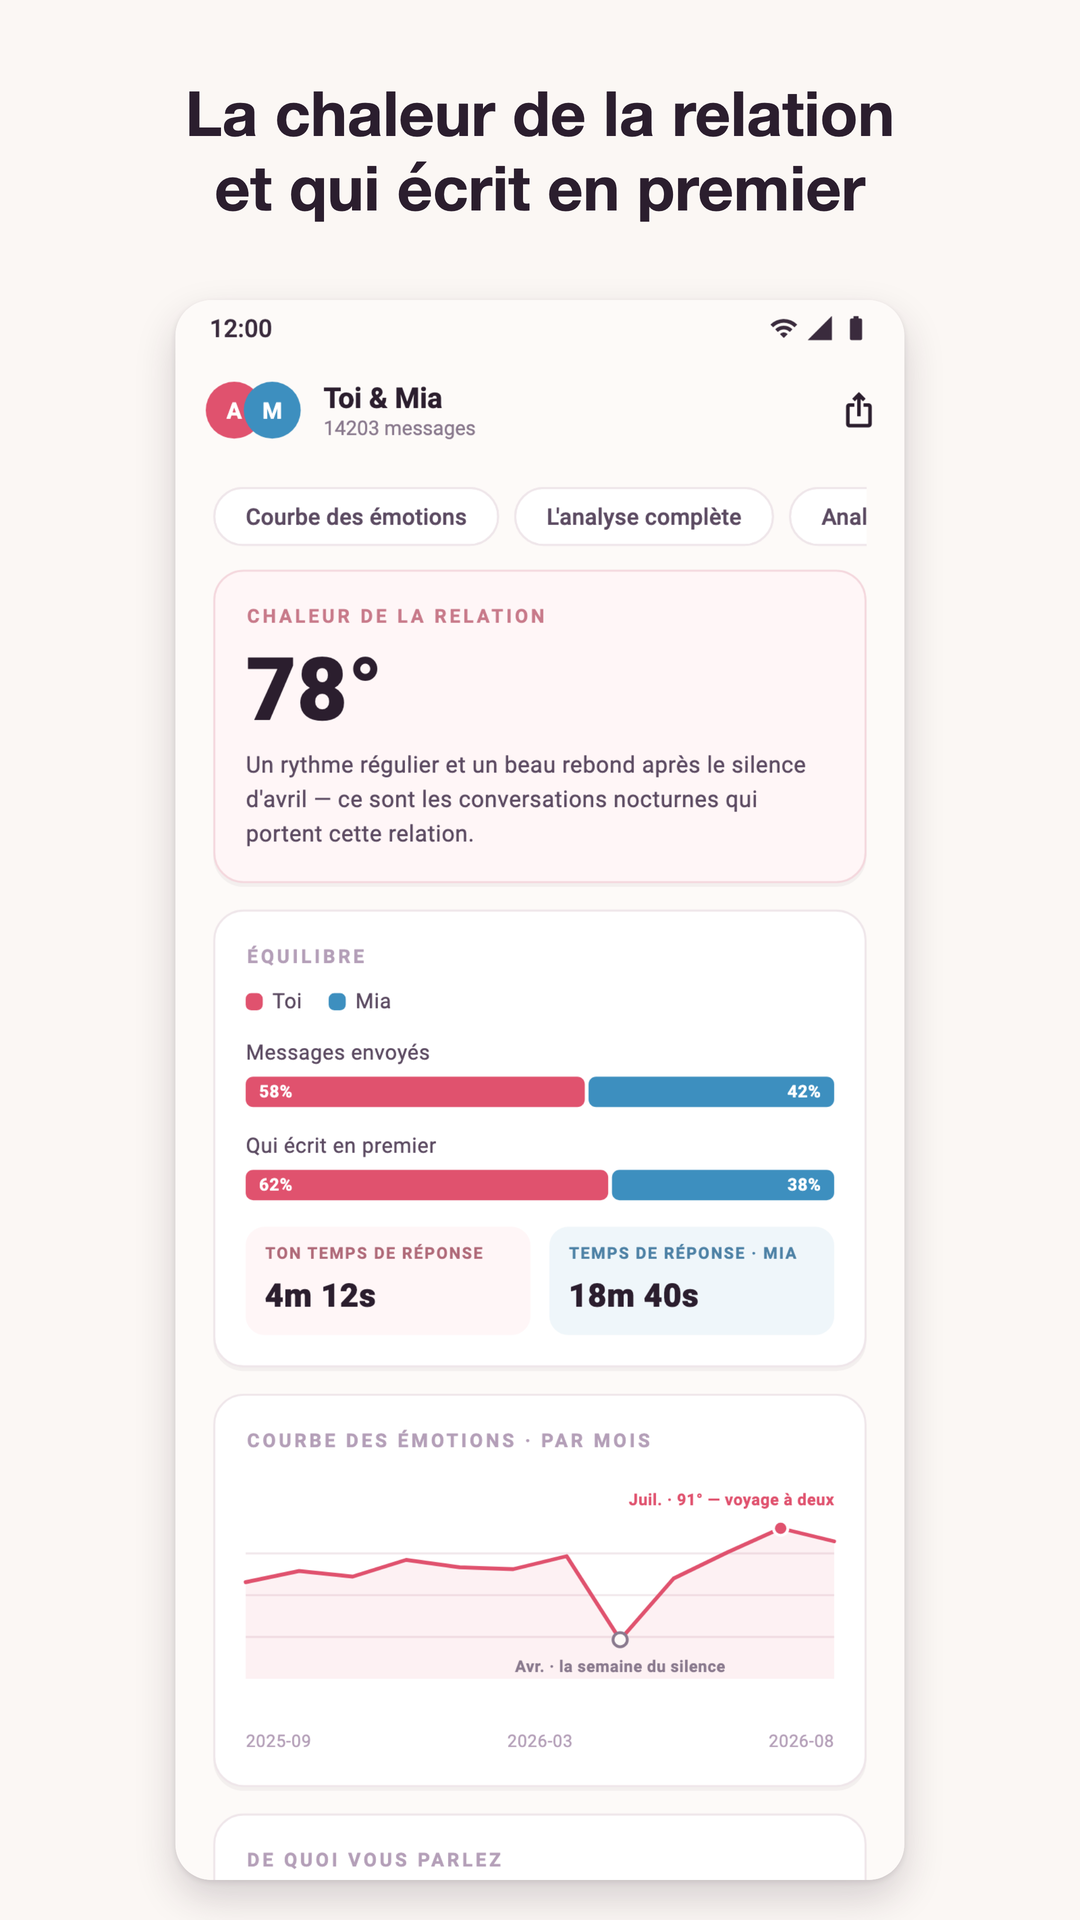 La chaleur de la relation
et qui écrit en premier
12:00
A M
Toi & Mia
14203 messages
Courbe des émotions
L'analyse complète
Anal
CHALEUR DE LA RELATION
78°
Un rythme régulier et un beau rebond après le silence
d'avril — ce sont les conversations nocturnes qui
portent cette relation.
ÉQUILIBRE
Toi Mia
Messages envoyés
58% 42%
Qui écrit en premier
62% 38%
TON TEMPS DE RÉPONSE
4m 12s
TEMPS DE RÉPONSE · MIA
18m 40s
COURBE DES ÉMOTIONS · PAR MOIS
Juil. · 91° — voyage à deux
Avr. · la semaine du silence
2025-09 2026-03 2026-08
DE QUOI VOUS PARLEZ